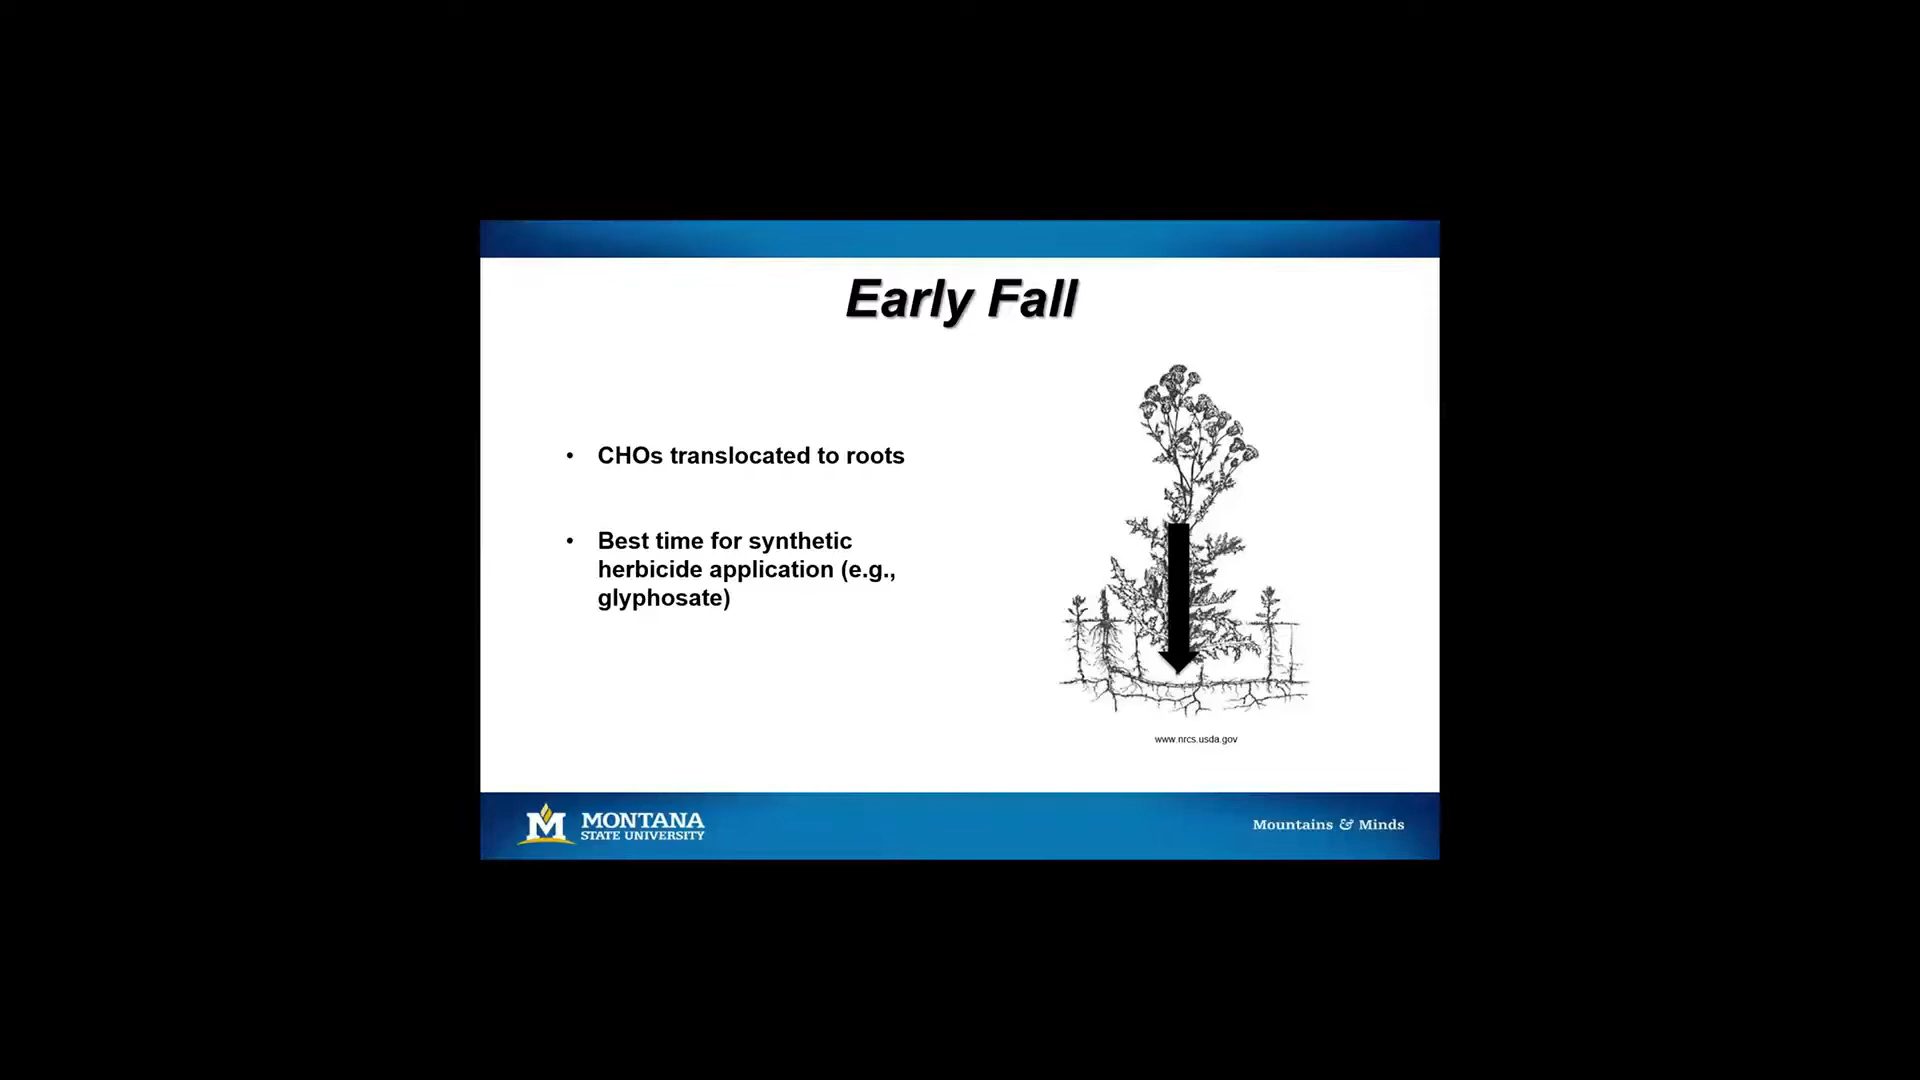 Early Fall
• CHOs translocated to roots
• Best time for synthetic
herbicide application (e.g.,
glyphosate)
www.nrcs.usda.gov
M MONTANA
STATE UNIVERSITY
Mountains & Minds